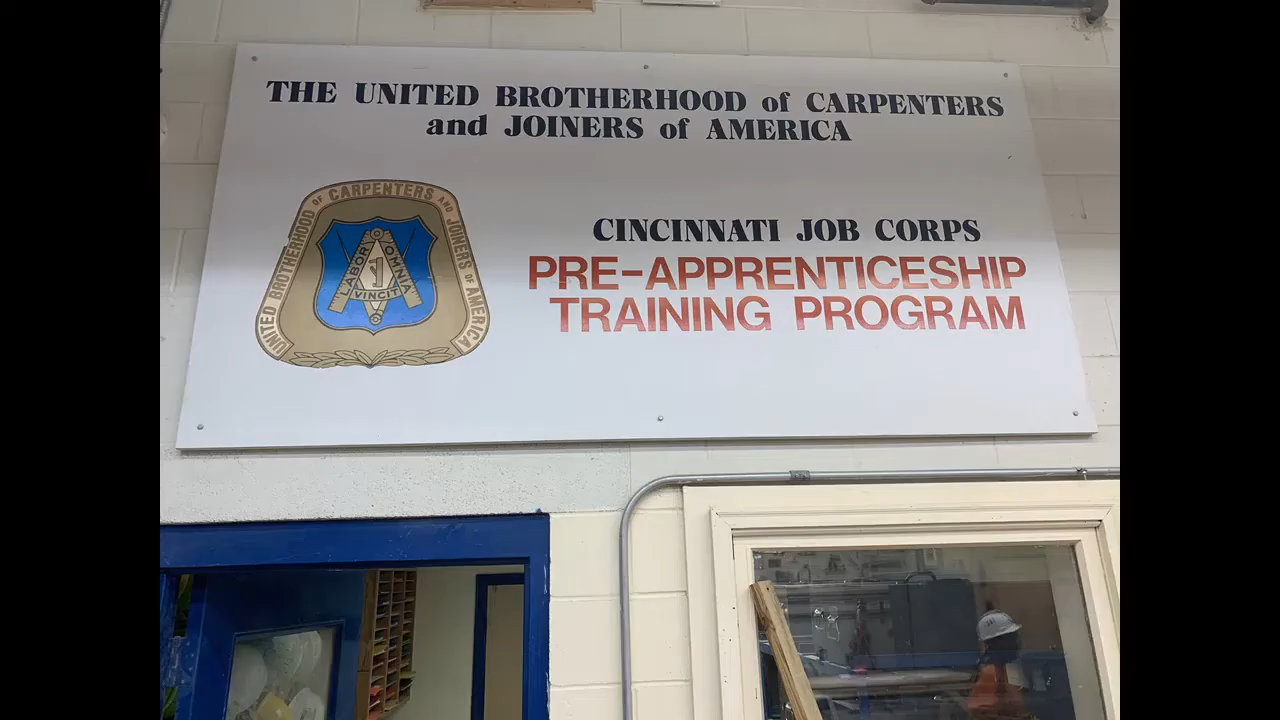 THE UNITED BROTHERHOOD of CARPENTERS
and JOINERS of AMERICA
UNITED BROTHERHOOD OF CARPENTERS AND JOINERS OF AMERICA
LABOR OMNIA
VINCIT
CINCINNATI JOB CORPS
PRE-APPRENTICESHIP
TRAINING PROGRAM